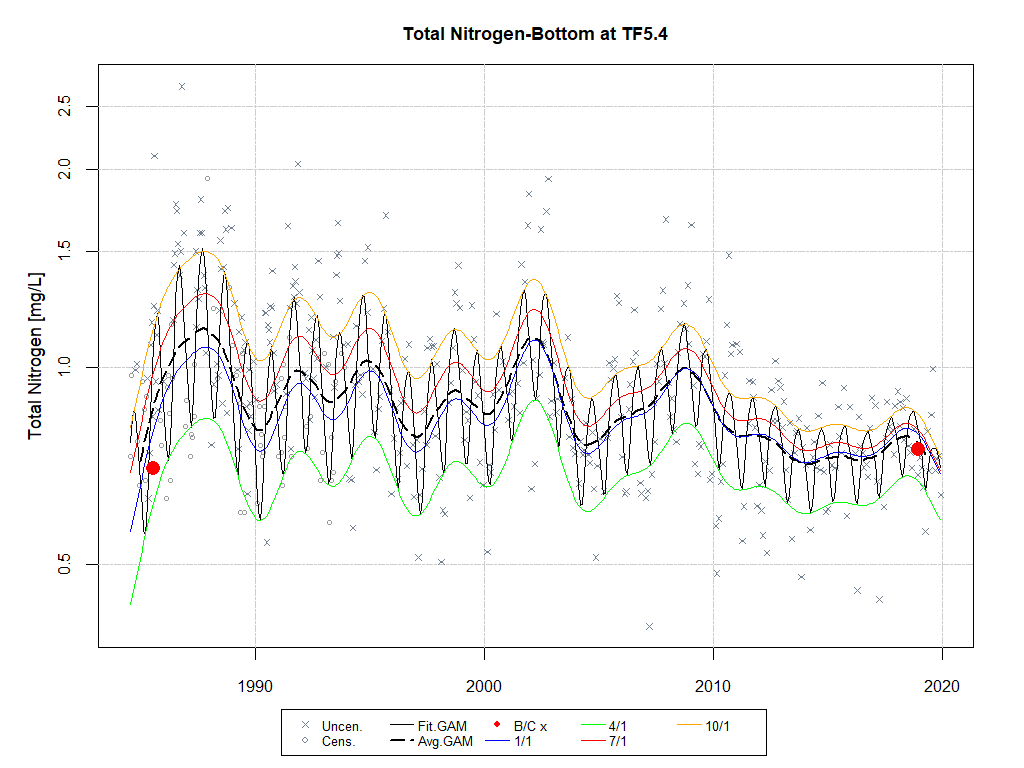 Total Nitrogen-Bottom at TF5.4
Total Nitrogen [mg/L]
2.5
2.0
1.5
1.0
0.5
1990 2000 2010 2020
Uncen. Fit.GAM B/C x 4/1 10/1
Cens. Avg.GAM 1/1 7/1